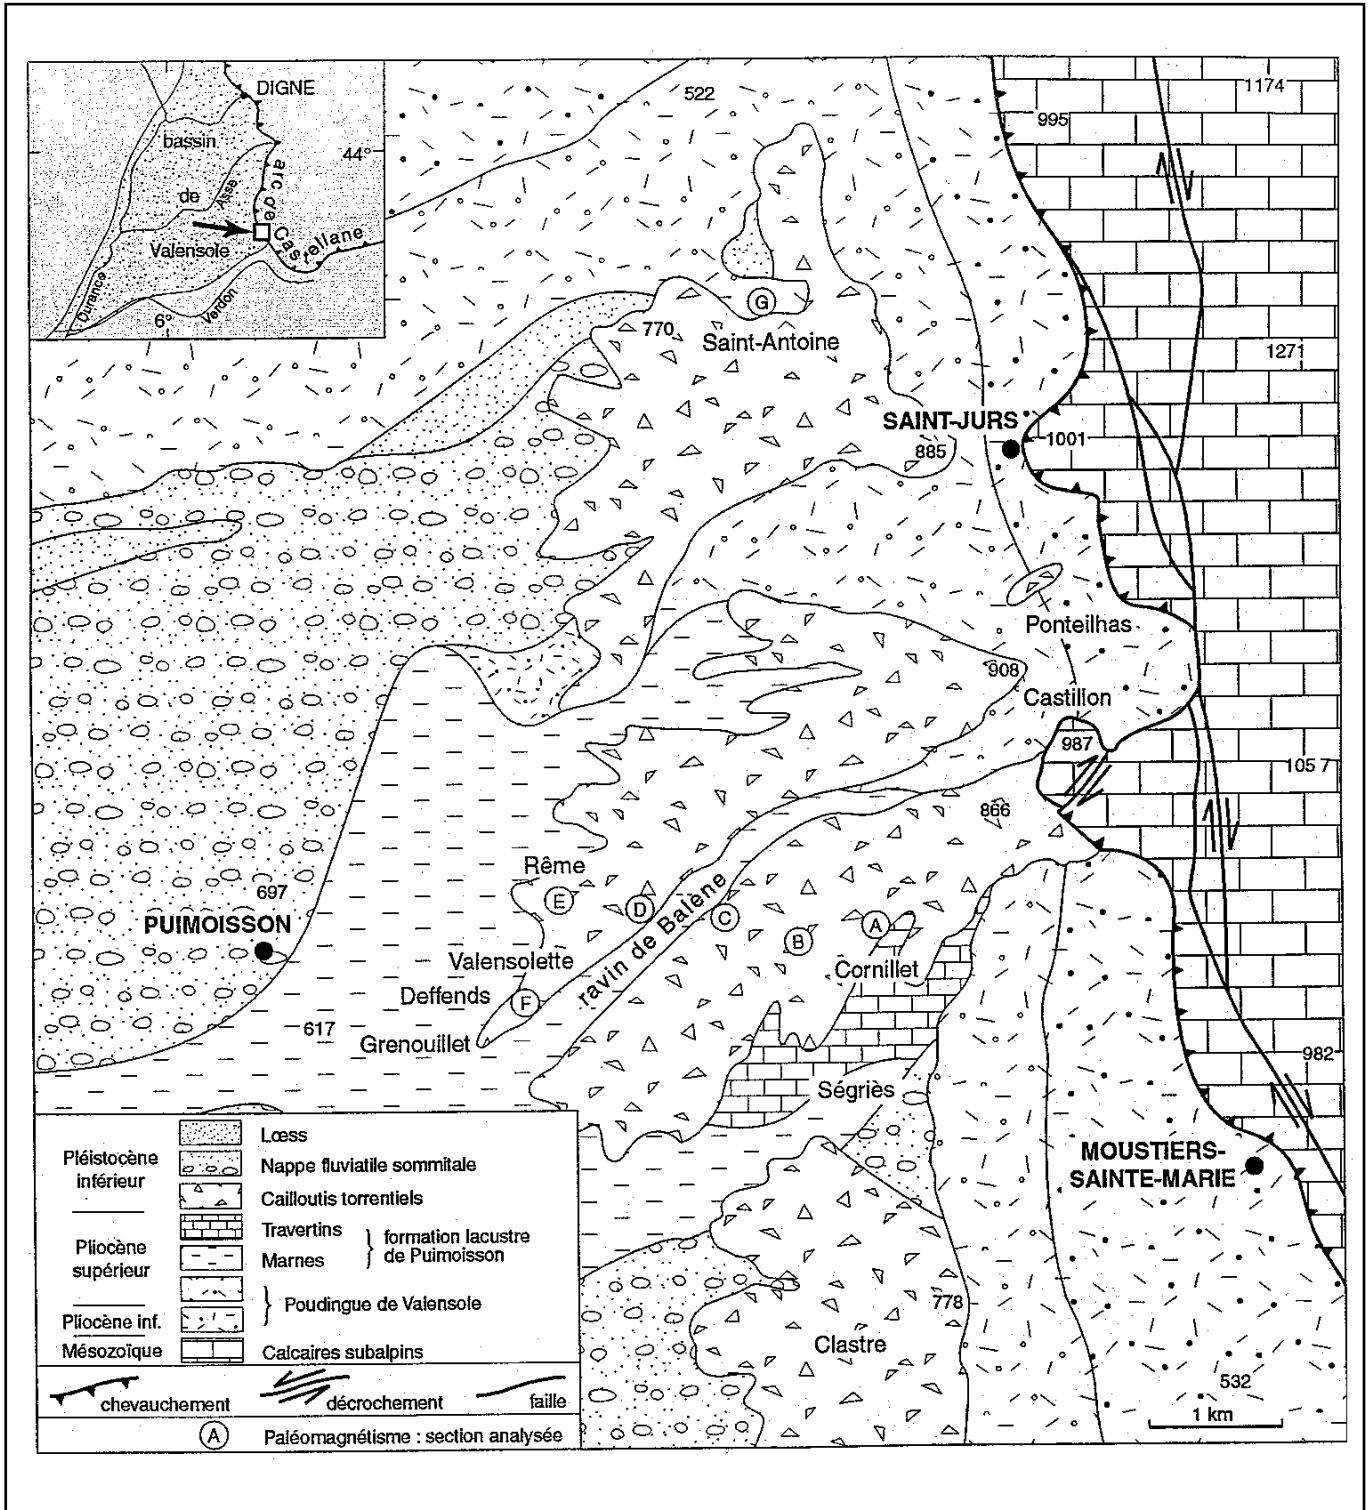 DIGNE
bassin
44°
de
Asse
arc de Castellane
Valensole
Durance
6°
Verdon
522
1174
995
G
770
Saint-Antoine
1271
SAINT-JURS
885
1001
Ponteilhas
908
Castillon
987
105 7
866
Rême
E
D
C
697
PUIMOISSON
ravin de Balène
B
A
Valensolette
Cornillet
Deffends
F
617
Grenouillet
982
Ségriès
MOUSTIERS-
SAINTE-MARIE
778
Clastre
532
1 km
Pléistocène
inférieur
Lœss
Nappe fluviatile sommitale
Cailloutis torrentiels
Pliocène
supérieur
Travertins
Marnes
formation lacustre
de Puimoisson
Pliocène inf.
Poudingue de Valensole
Mésozoïque
Calcaires subalpins
chevauchement
décrochement
faille
A
Paléomagnétisme : section analysée